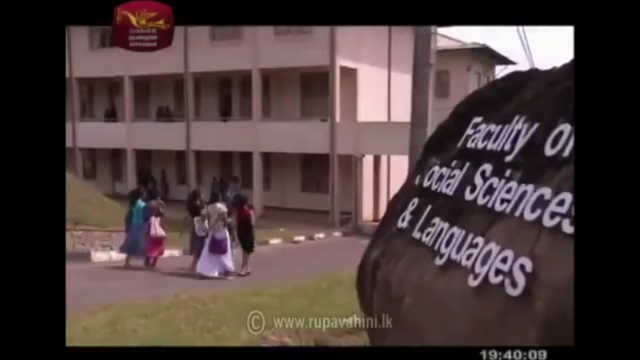 Faculty of
Social Sciences
& Languages
© www.rupavahini.lk
19:40:09